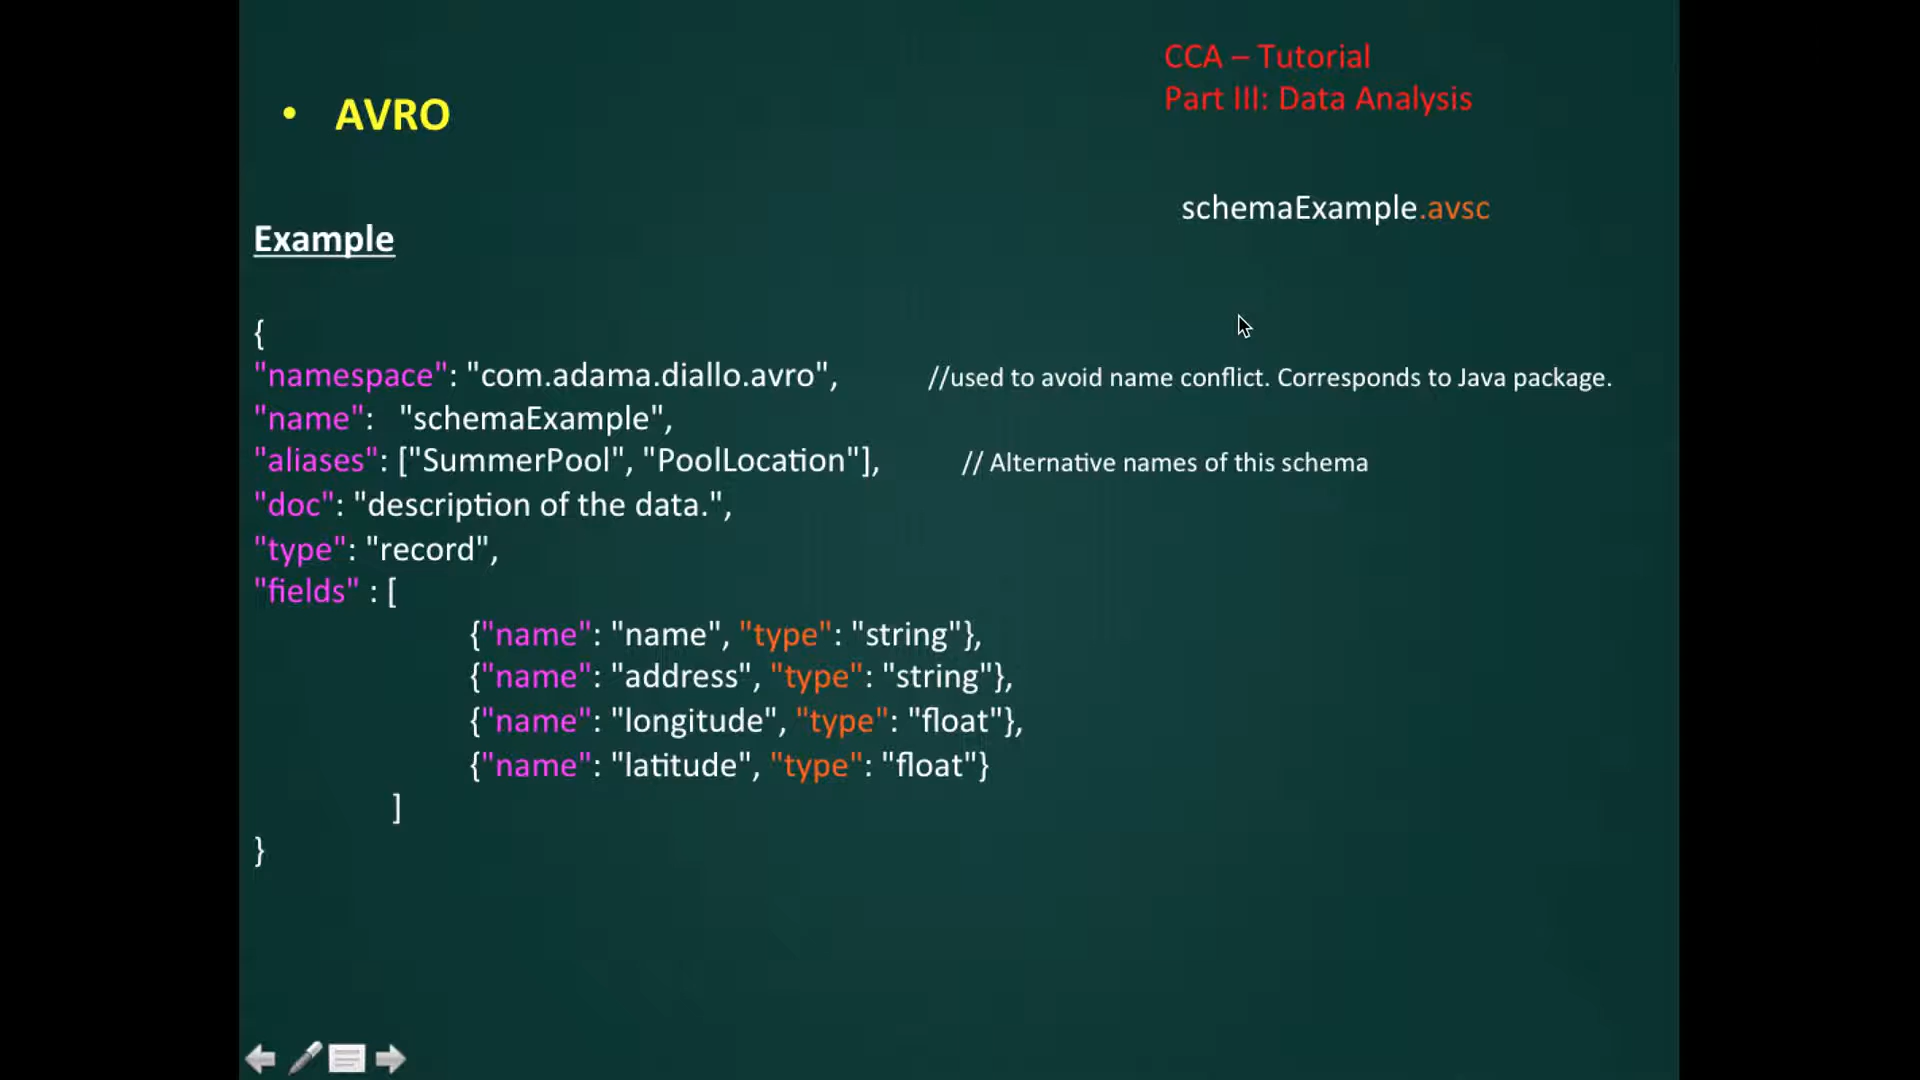 CCA – Tutorial
Part III: Data Analysis
• AVRO
schemaExample.avsc
Example
{
"namespace": "com.adama.diallo.avro", //used to avoid name conflict. Corresponds to Java package.
"name": "schemaExample",
"aliases": ["SummerPool", "PoolLocation"], // Alternative names of this schema
"doc": "description of the data.",
"type": "record",
"fields" : [
{"name": "name", "type": "string"},
{"name": "address", "type": "string"},
{"name": "longitude", "type": "float"},
{"name": "latitude", "type": "float"}
]
}